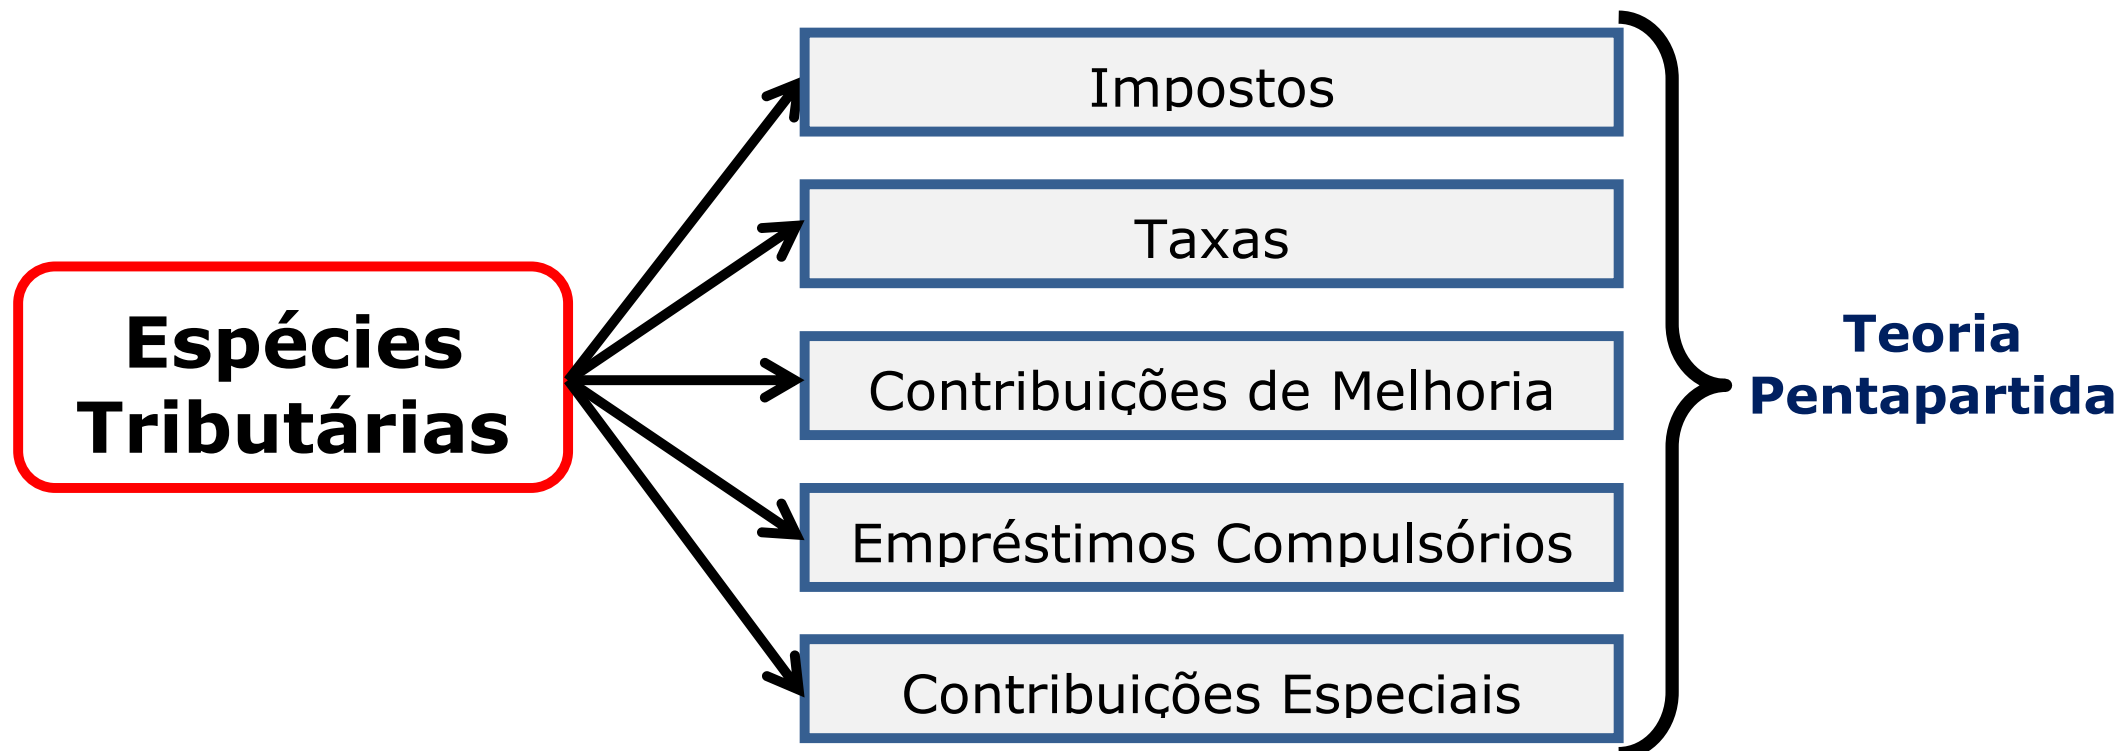 Espécies
Tributárias
Impostos
Taxas
Contribuições de Melhoria
Empréstimos Compulsórios
Contribuições Especiais
Teoria
Pentapartida